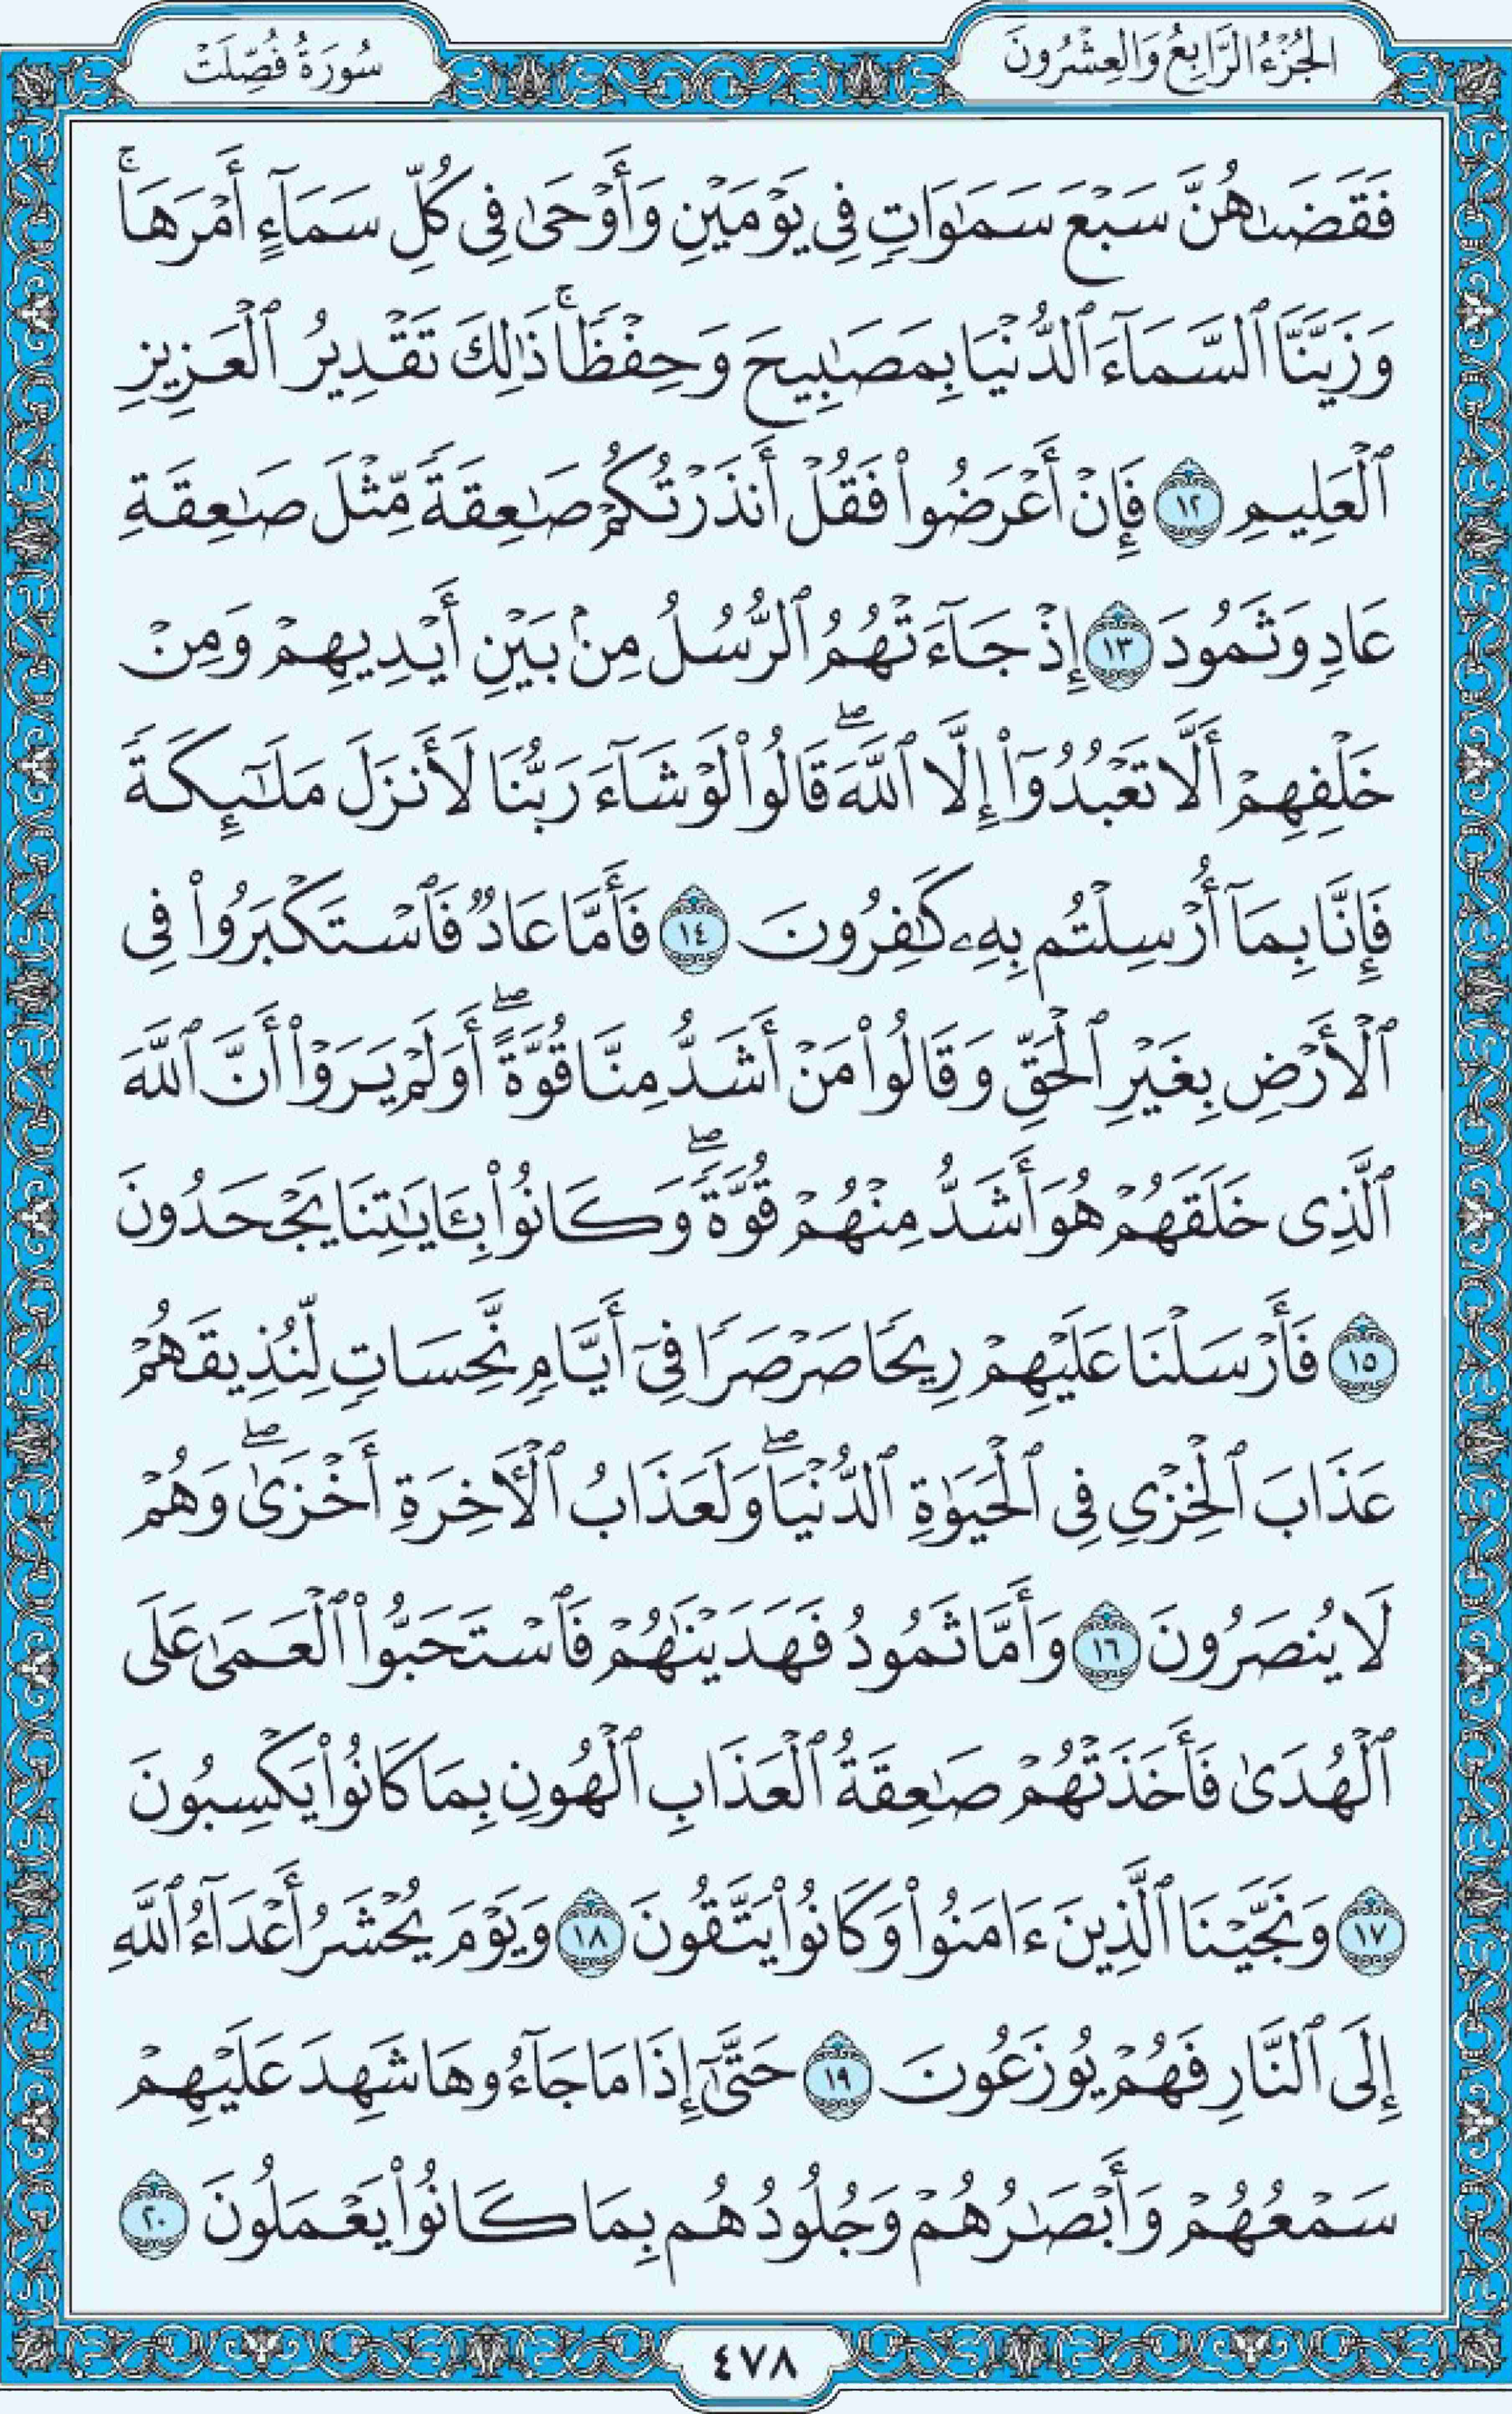 الجُزْءُ الرَّابِعُ وَالعِشْرُونَ
سُورَةُ فُصِّلَتْ
فَقَضَىٰهُنَّ سَبْعَ سَمَٰوَاتٖ فِي يَوْمَيْنِ وَأَوْحَىٰ فِي كُلِّ سَمَآءٍ أَمْرَهَاۚ
وَزَيَّنَّا ٱلسَّمَآءَ ٱلدُّنْيَا بِمَصَٰبِيحَ وَحِفْظٗاۚ ذَٰلِكَ تَقْدِيرُ ٱلْعَزِيزِ
ٱلْعَلِيمِ ١٢ فَإِنْ أَعْرَضُوا۟ فَقُلْ أَنذَرْتُكُمْ صَٰعِقَةٗ مِّثْلَ صَٰعِقَةِ
عَادٖ وَثَمُودَ ١٣ إِذْ جَآءَتْهُمُ ٱلرُّسُلُ مِنۢ بَيْنِ أَيْدِيهِمْ وَمِنْ
خَلْفِهِمْ أَلَّا تَعْبُدُوٓا۟ إِلَّا ٱللَّهَۖ قَالُوا۟ لَوْ شَآءَ رَبُّنَا لَأَنزَلَ مَلَٰٓئِكَةٗ
فَإِنَّا بِمَآ أُرْسِلْتُم بِهِۦ كَٰفِرُونَ ١٤ فَأَمَّا عَادٞ فَٱسْتَكْبَرُوا۟ فِي
ٱلْأَرْضِ بِغَيْرِ ٱلْحَقِّ وَقَالُوا۟ مَنْ أَشَدُّ مِنَّا قُوَّةًۖ أَوَلَمْ يَرَوْا۟ أَنَّ ٱللَّهَ
ٱلَّذِي خَلَقَهُمْ هُوَ أَشَدُّ مِنْهُمْ قُوَّةٗۖ وَكَانُوا۟ بِـَٔايَٰتِنَا يَجْحَدُونَ
١٥ فَأَرْسَلْنَا عَلَيْهِمْ رِيحٗا صَرْصَرٗا فِيٓ أَيَّامٖ نَّحِسَاتٖ لِّنُذِيقَهُمْ
عَذَابَ ٱلْخِزْيِ فِي ٱلْحَيَوٰةِ ٱلدُّنْيَاۖ وَلَعَذَابُ ٱلْأٓخِرَةِ أَخْزَىٰۖ وَهُمْ
لَا يُنصَرُونَ ١٦ وَأَمَّا ثَمُودُ فَهَدَيْنَٰهُمْ فَٱسْتَحَبُّوا۟ ٱلْعَمَىٰ عَلَى
ٱلْهُدَىٰ فَأَخَذَتْهُمْ صَٰعِقَةُ ٱلْعَذَابِ ٱلْهُونِ بِمَا كَانُوا۟ يَكْسِبُونَ
١٧ وَنَجَّيْنَا ٱلَّذِينَ ءَامَنُوا۟ وَكَانُوا۟ يَتَّقُونَ ١٨ وَيَوْمَ يُحْشَرُ أَعْدَآءُ ٱللَّهِ
إِلَى ٱلنَّارِ فَهُمْ يُوزَعُونَ ١٩ حَتَّىٰٓ إِذَا مَا جَآءُوهَا شَهِدَ عَلَيْهِمْ
سَمْعُهُمْ وَأَبْصَٰرُهُمْ وَجُلُودُهُم بِمَا كَانُوا۟ يَعْمَلُونَ ٢٠
٤٧٨